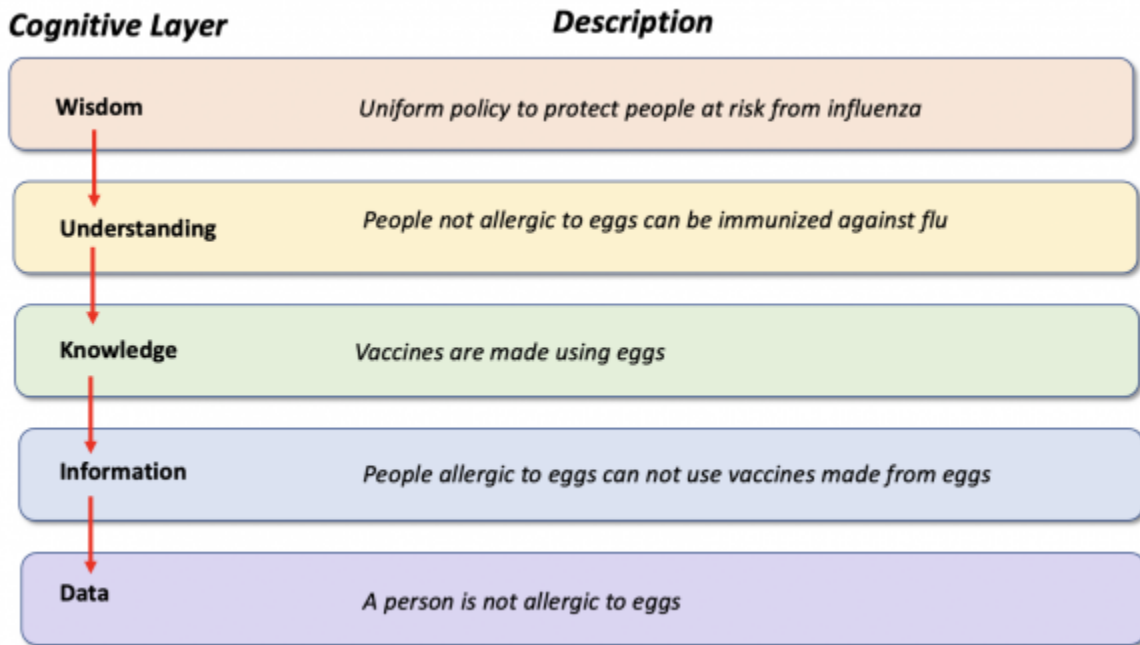 Cognitive Layer Description
Wisdom Uniform policy to protect people at risk from influenza
Understanding People not allergic to eggs can be immunized against flu
Knowledge Vaccines are made using eggs
Information People allergic to eggs can not use vaccines made from eggs
Data A person is not allergic to eggs